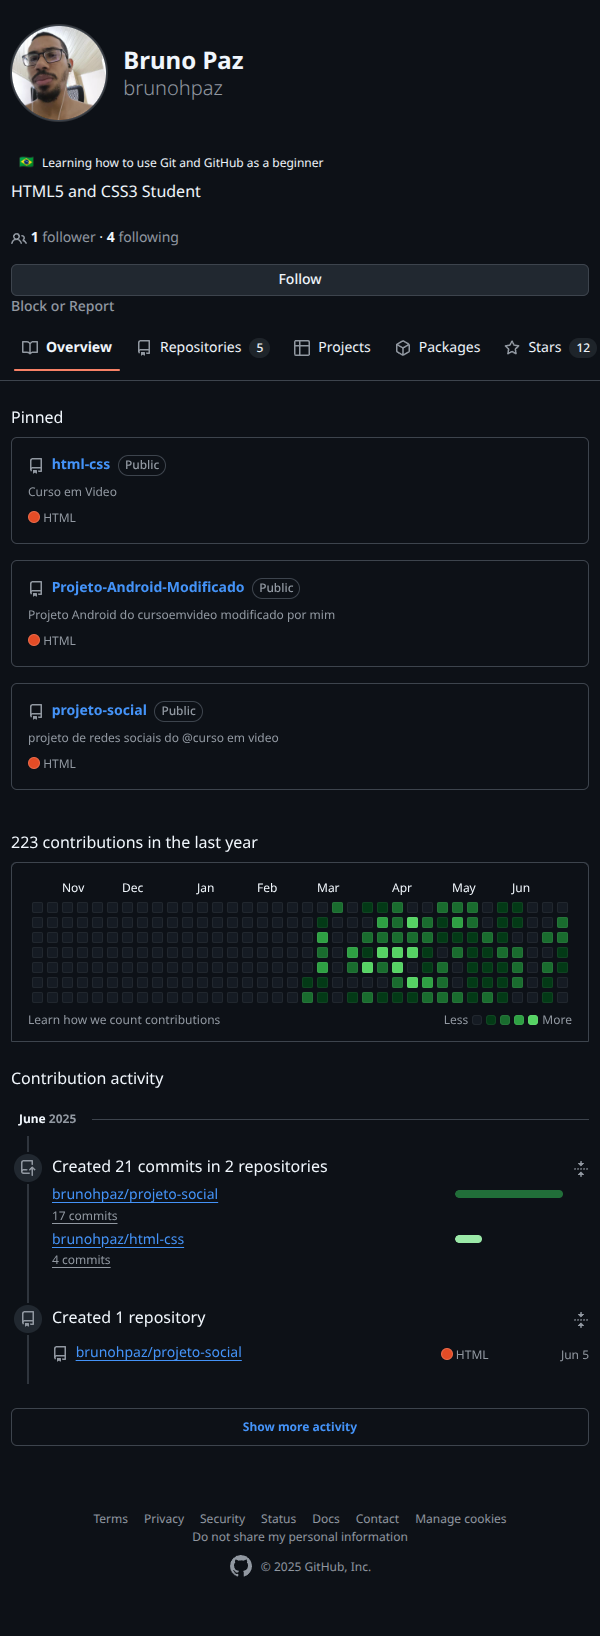 Bruno Paz
brunohpaz
🇧🇷 Learning how to use Git and GitHub as a beginner
HTML5 and CSS3 Student
1 follower · 4 following
Follow
Block or Report
Overview Repositories 5 Projects Packages Stars 12
Pinned
html-css Public
Curso em Video
HTML
Projeto-Android-Modificado Public
Projeto Android do cursoemvideo modificado por mim
HTML
projeto-social Public
projeto de redes sociais do @curso em video
HTML
223 contributions in the last year
Nov Dec Jan Feb Mar Apr May Jun
Learn how we count contributions Less More
Contribution activity
June 2025
Created 21 commits in 2 repositories
brunohpaz/projeto-social
17 commits
brunohpaz/html-css
4 commits
Created 1 repository
brunohpaz/projeto-social HTML Jun 5
Show more activity
Terms Privacy Security Status Docs Contact Manage cookies
Do not share my personal information
© 2025 GitHub, Inc.